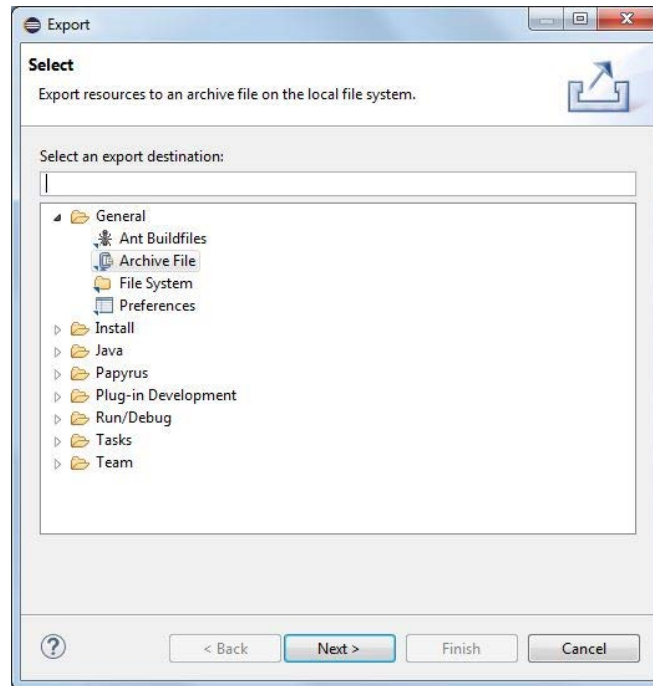 Export
Select
Export resources to an archive file on the local file system.
Select an export destination:
General
Ant Buildfiles
Archive File
File System
Preferences
Install
Java
Papyrus
Plug-in Development
Run/Debug
Tasks
Team
? < Back Next > Finish Cancel